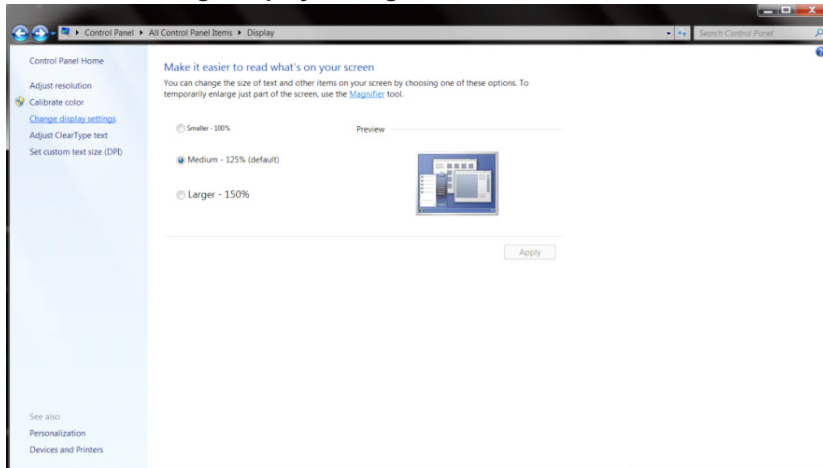 Control Panel ▸ All Control Panel Items ▸ Display
Search Control Panel
Control Panel Home
Adjust resolution
Calibrate color
Change display settings
Adjust ClearType text
Set custom text size (DPI)
Make it easier to read what's on your screen
You can change the size of text and other items on your screen by choosing one of these options. To
temporarily enlarge just part of the screen, use the Magnifier tool.
Smaller - 100%
Preview
Medium - 125% (default)
Larger - 150%
Apply
See also
Personalization
Devices and Printers